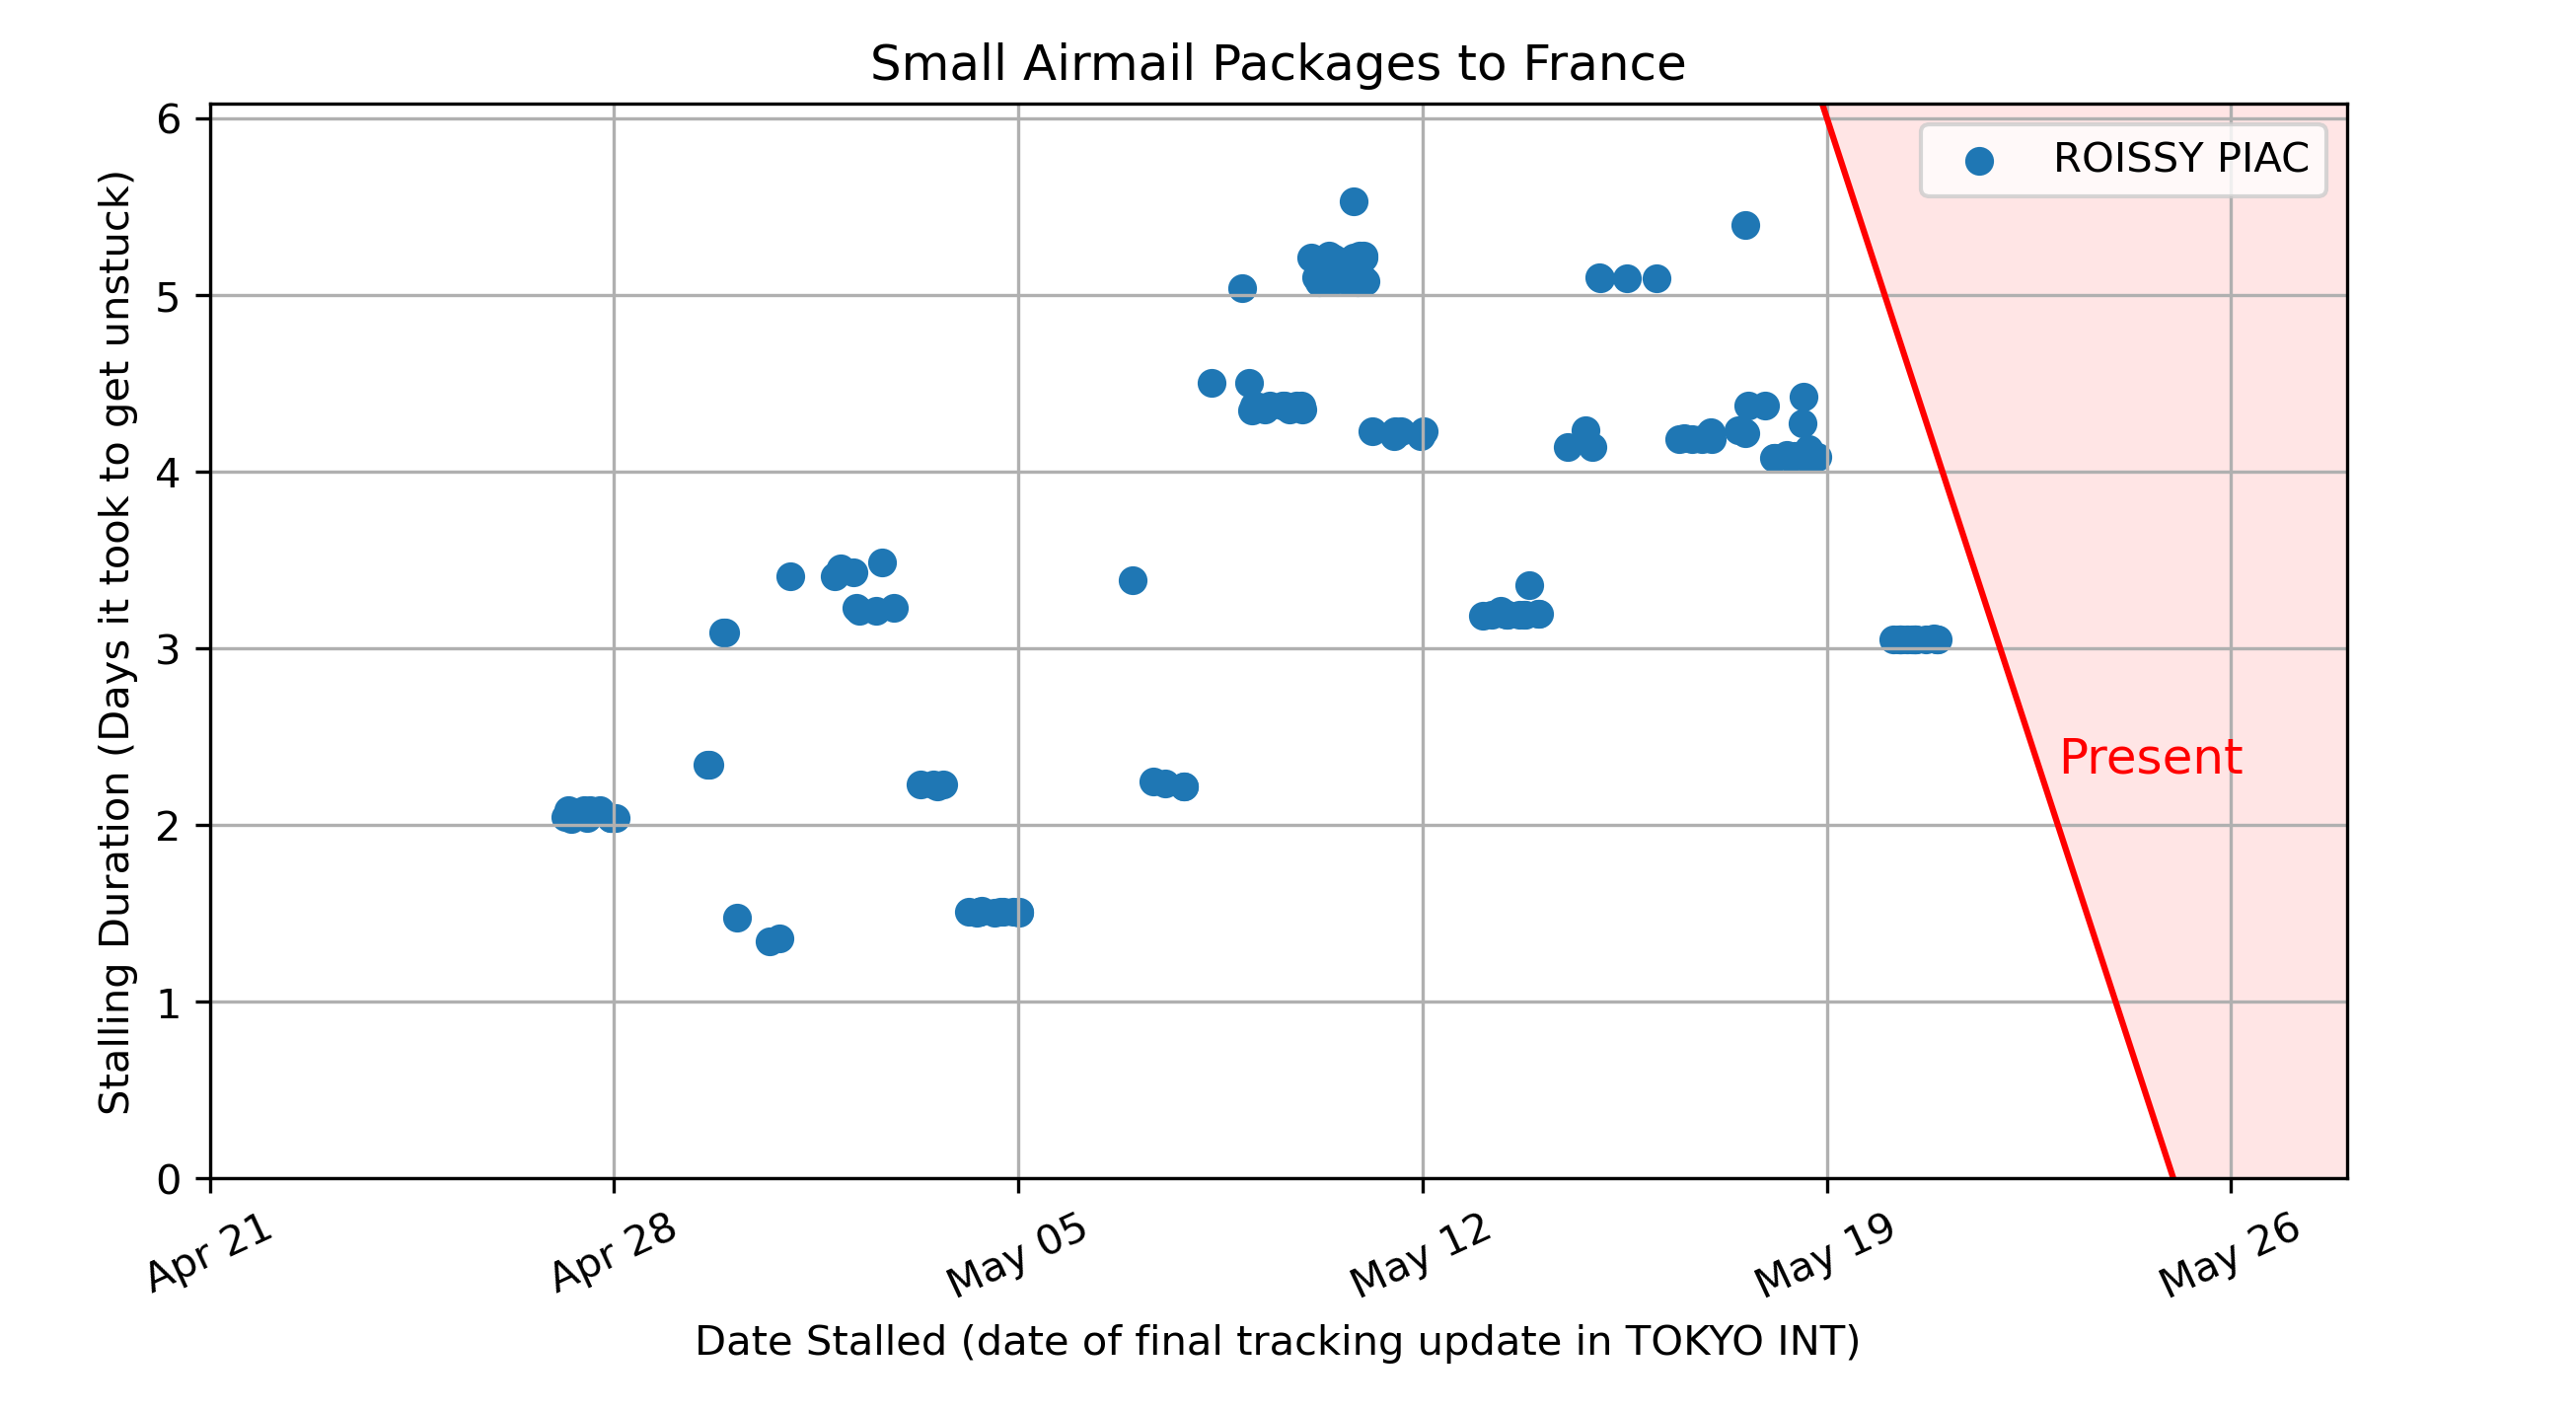 Small Airmail Packages to France
Stalling Duration (Days it took to get unstuck)
6
5
4
3
2
1
0
ROISSY PIAC
Present
Apr 21
Apr 28
May 05
May 12
May 19
May 26
Date Stalled (date of final tracking update in TOKYO INT)